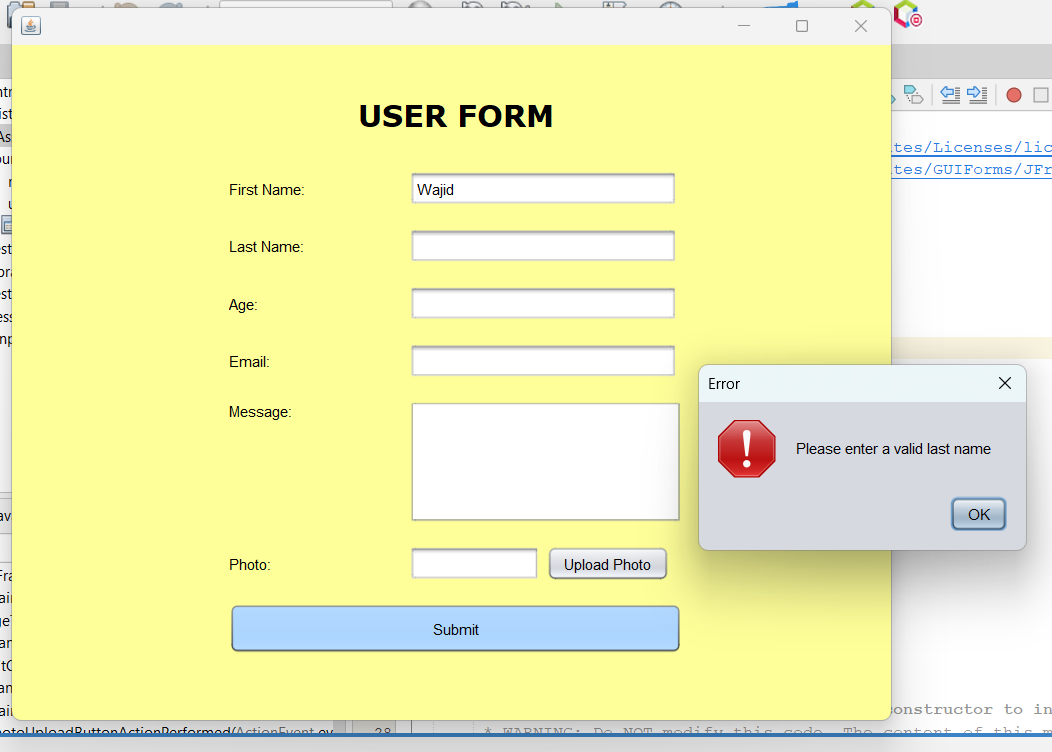 USER FORM
First Name:
Wajid
Last Name:
Age:
Email:
Message:
Photo:
Upload Photo
Submit
Error
Please enter a valid last name
OK
tes/Licenses/lic
tes/GUIForms/JFr
onstructor to in
otoUploadButtonActionPerformed(ActionEvent ev
28
* WARNING: Do NOT modify this code. The content of this m